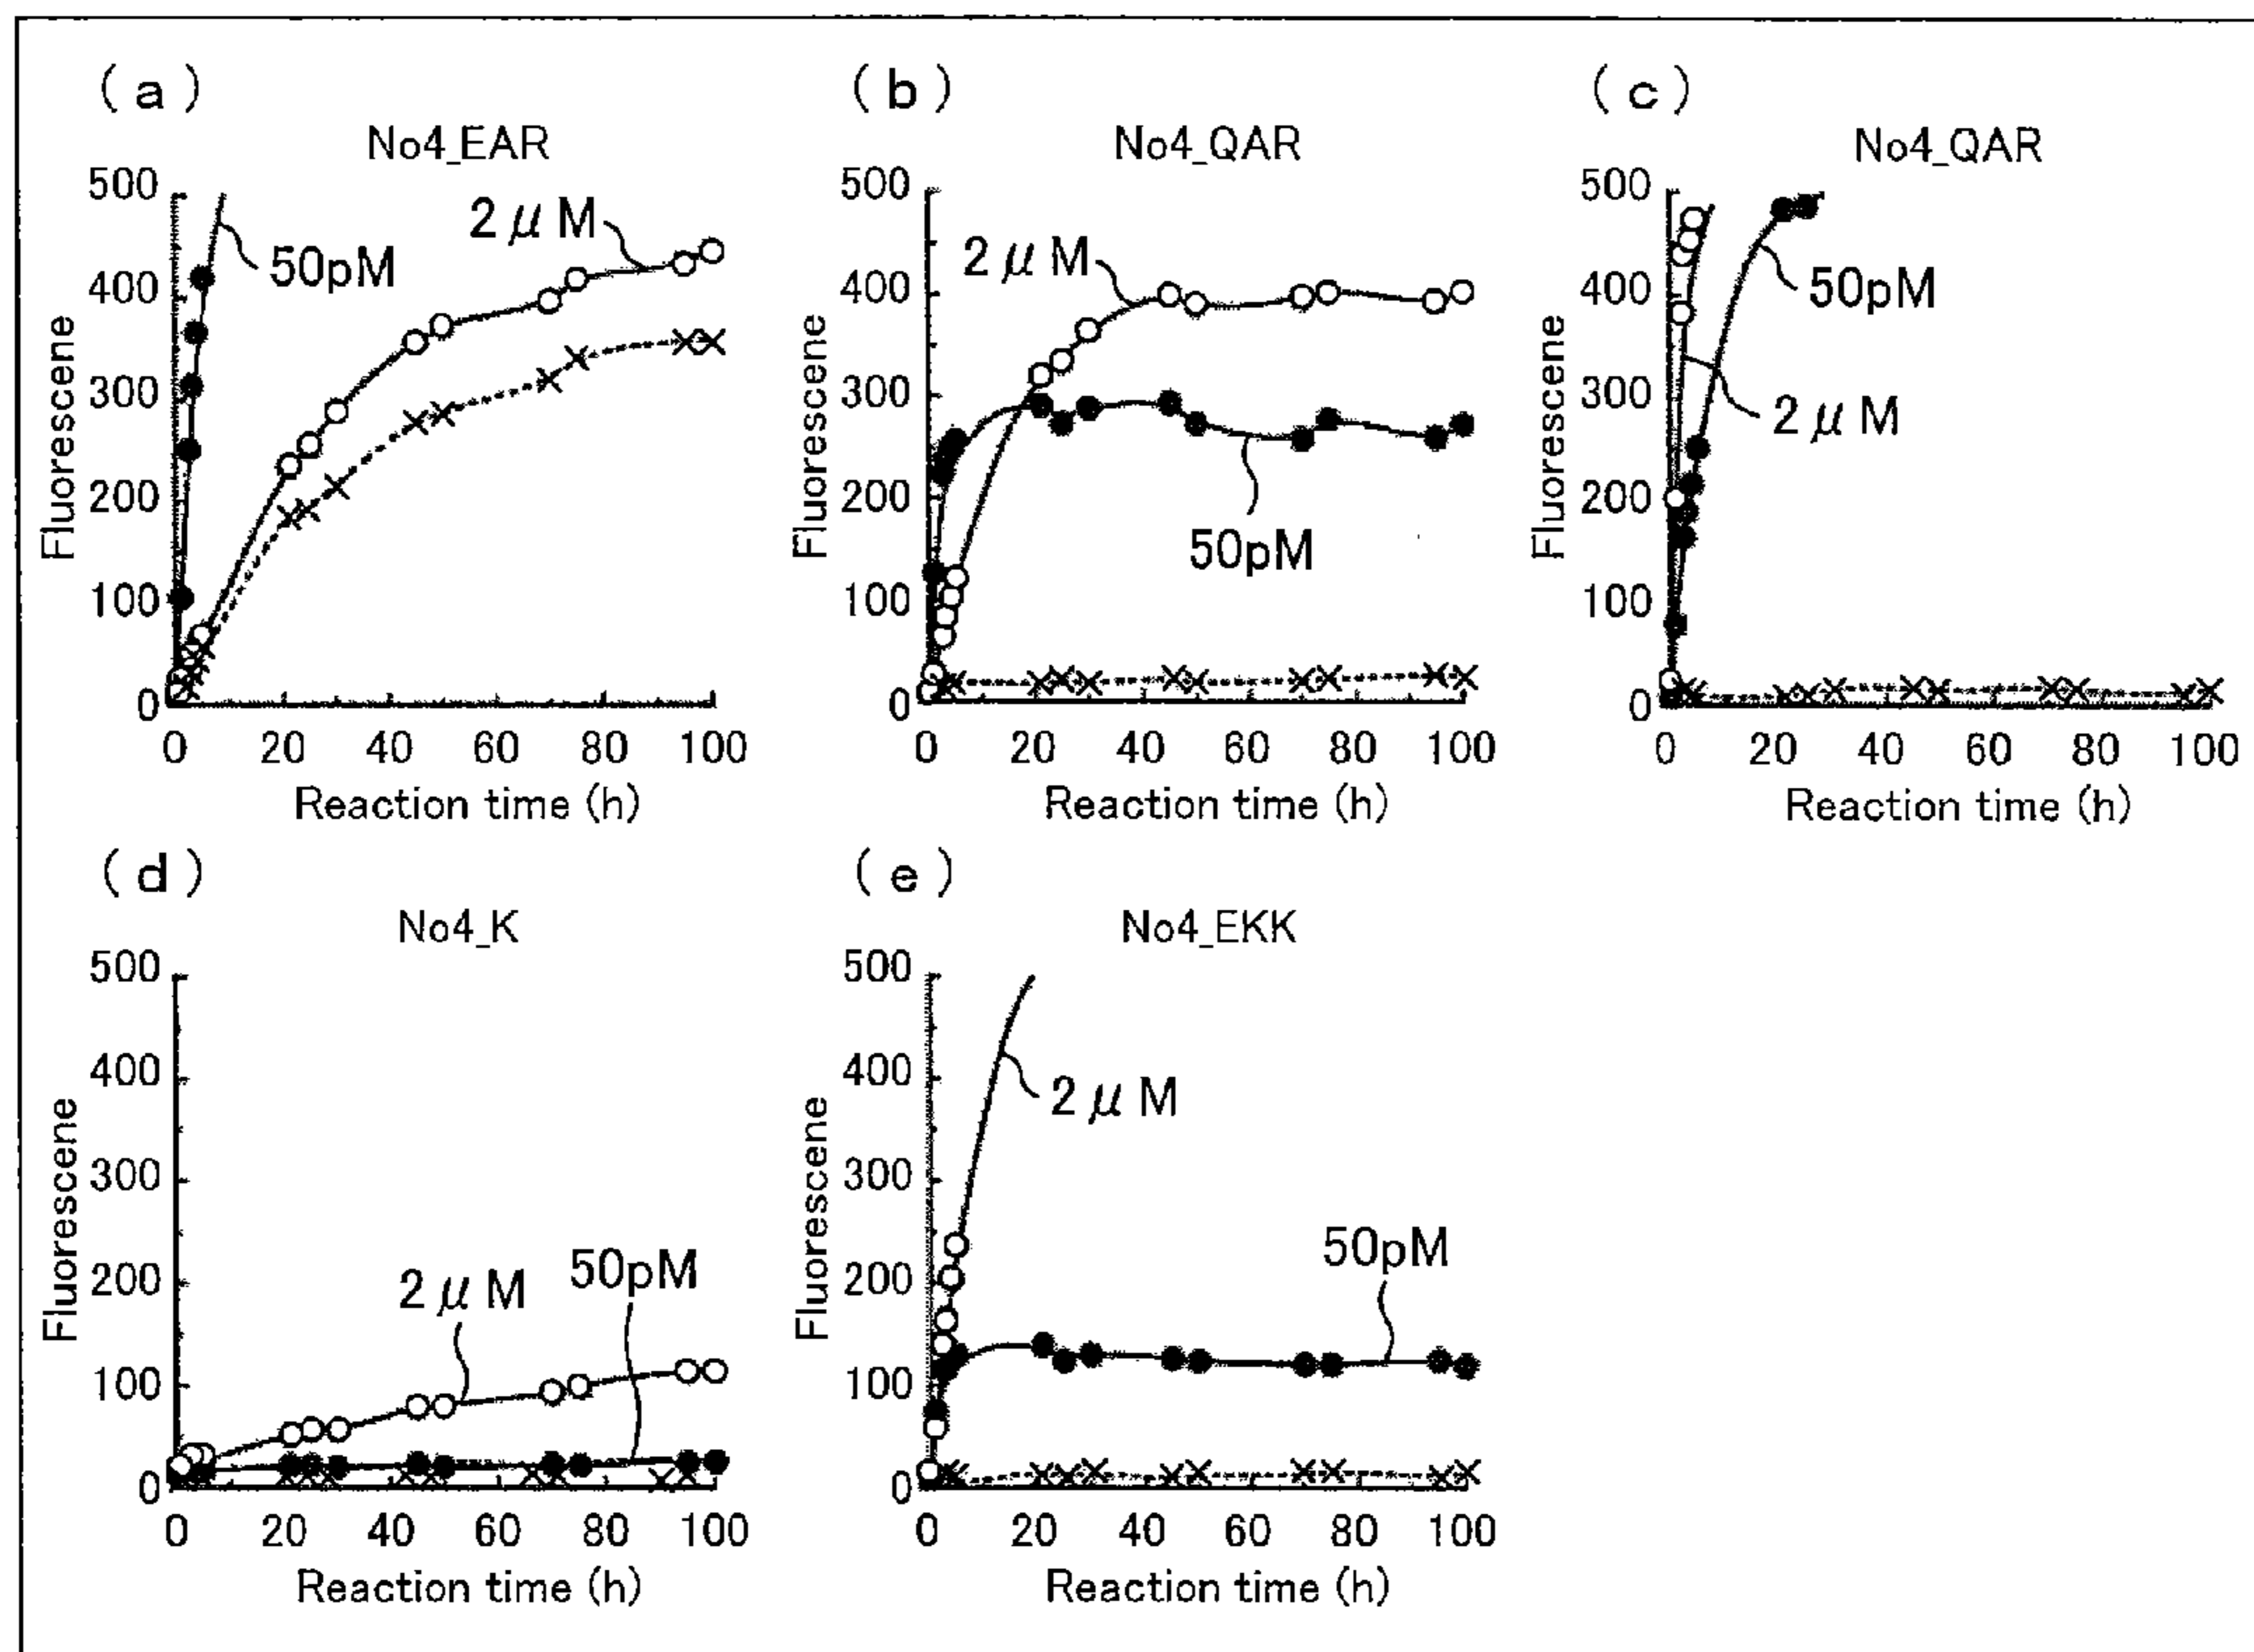 ( a )
No4_EAR
500
400
300
200
100
0
Fluorescene
50pM
2 μ M
0 20 40 60 80 100
Reaction time (h)
( b )
No4_QAR
500
400
300
200
100
0
Fluorescene
2 μ M
50pM
0 20 40 60 80 100
Reaction time (h)
( c )
No4_QAR
500
400
300
200
100
0
Fluorescene
50pM
2 μ M
0 20 40 60 80 100
Reaction time (h)
( d )
No4_K
500
400
300
200
100
0
Fluorescene
2 μ M
50pM
0 20 40 60 80 100
Reaction time (h)
( e )
No4_EKK
500
400
300
200
100
0
Fluorescene
2 μ M
50pM
0 20 40 60 80 100
Reaction time (h)